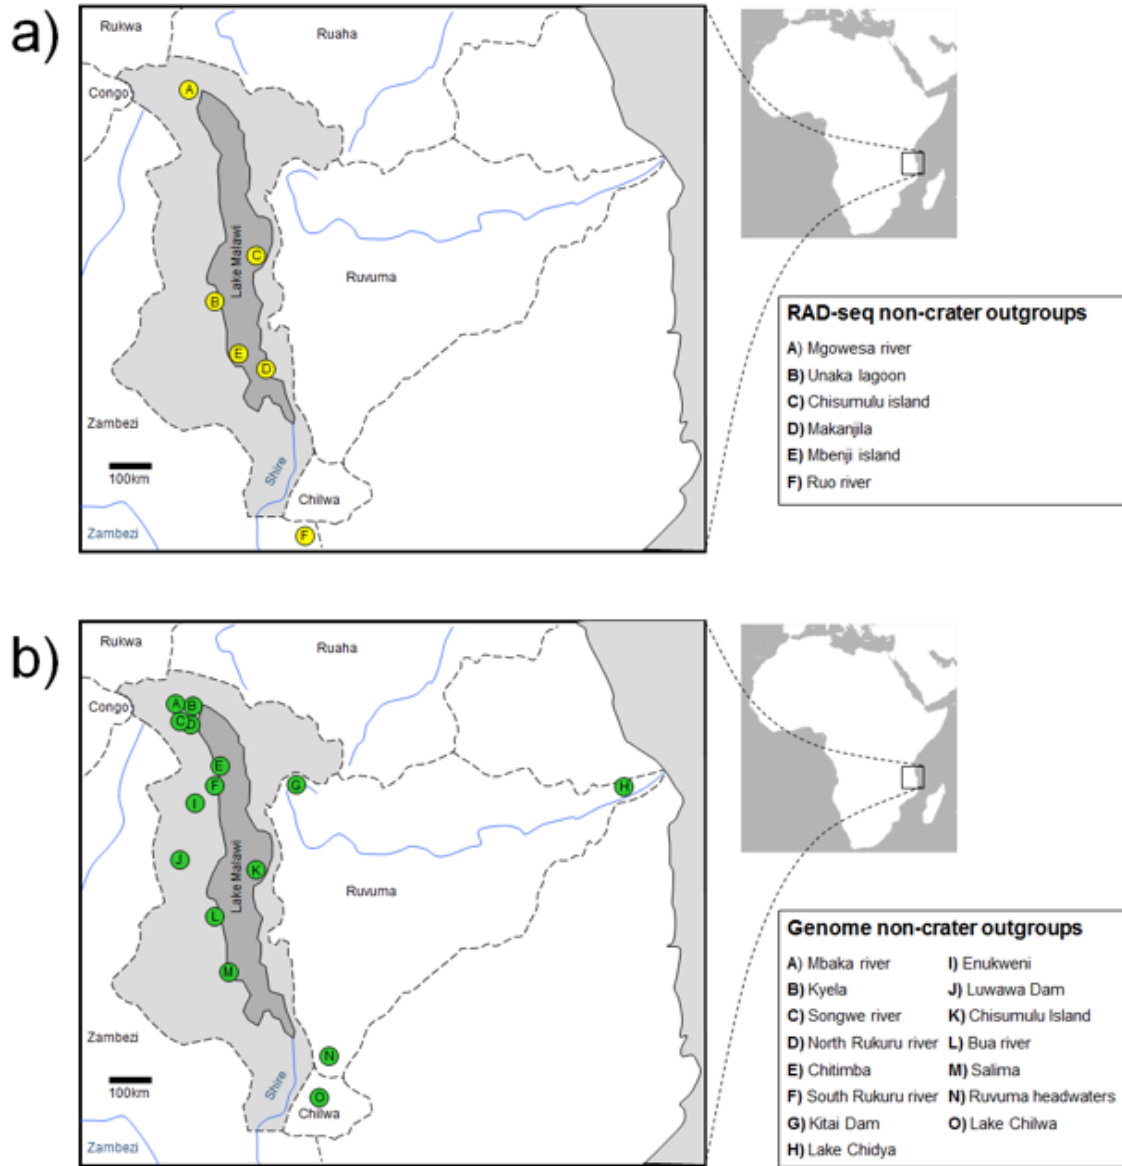 a)
Rukwa
Ruaha
Congo
A
Lake Malawi
C
Ruvuma
B
E
D
Zambezi
100km
Shire
Chilwa
Zambezi
F
RAD-seq non-crater outgroups
A) Mgowesa river
B) Unaka lagoon
C) Chisumulu island
D) Makanjila
E) Mbenji island
F) Ruo river
b)
Rukwa
Ruaha
Congo
A
B
C
D
E
F
G
H
I
J
Lake Malawi
K
Ruvuma
L
M
Zambezi
N
100km
Shire
O
Chilwa
Zambezi
Genome non-crater outgroups
A) Mbaka river I) Enukweni
B) Kyela J) Luwawa Dam
C) Songwe river K) Chisumulu Island
D) North Rukuru river L) Bua river
E) Chitimba M) Salima
F) South Rukuru river N) Ruvuma headwaters
G) Kitai Dam O) Lake Chilwa
H) Lake Chidya